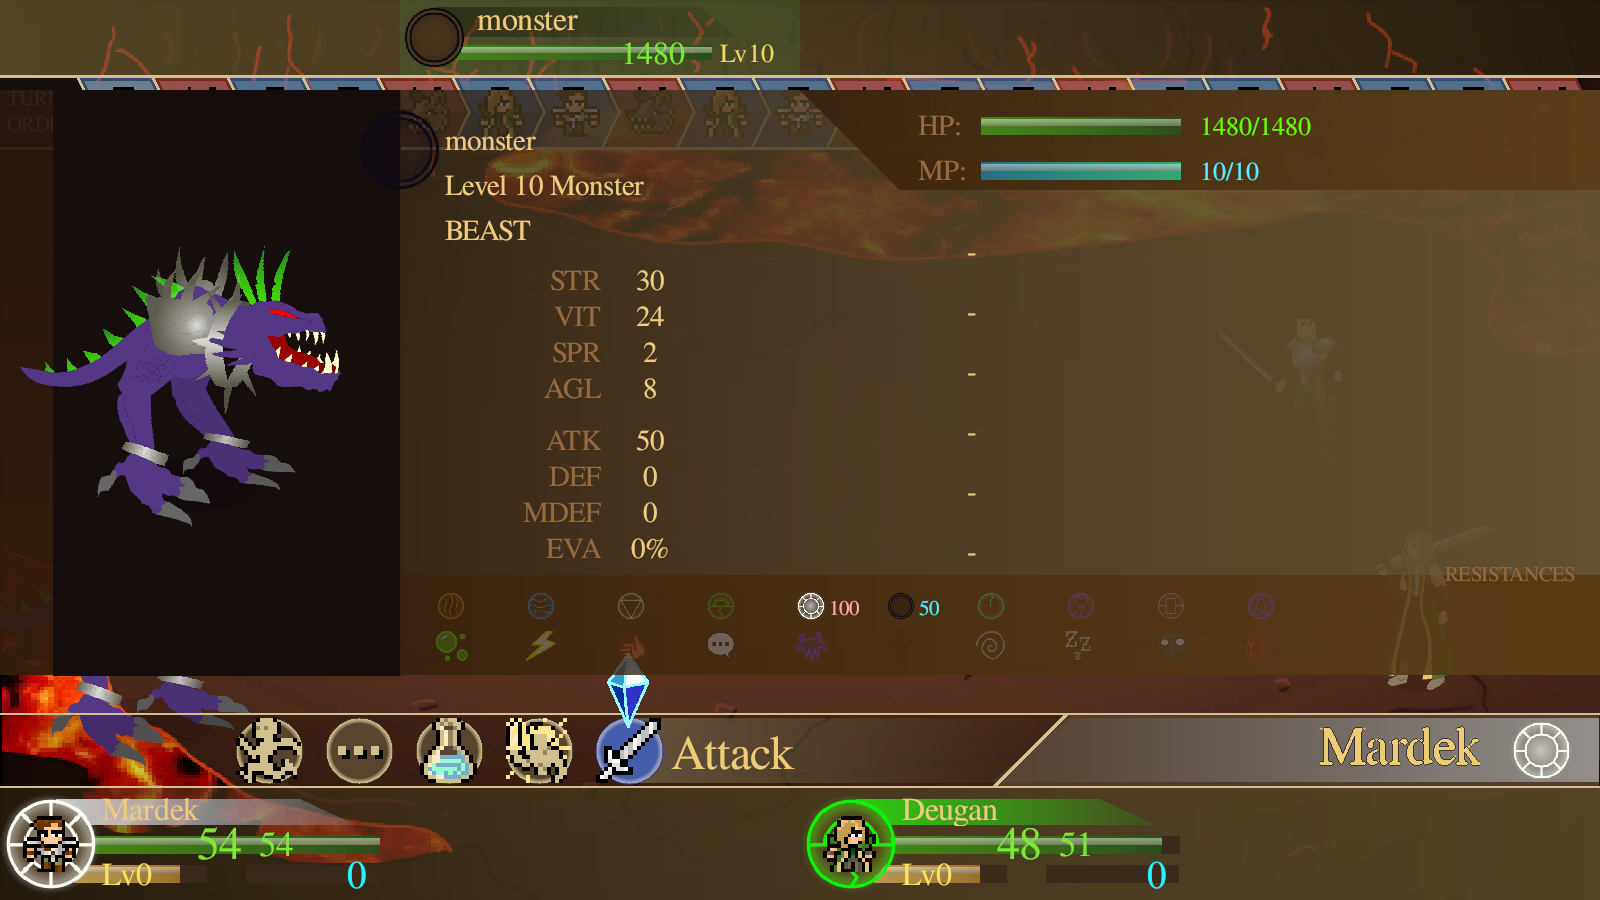 monster
1480 Lv10
TURN
ORDE
monster
Level 10 Monster
BEAST
HP: 1480/1480
MP: 10/10
STR 30
VIT 24
SPR 2
AGL 8
ATK 50
DEF 0
MDEF 0
EVA 0%
-
-
-
-
-
-
RESISTANCES
100 50
Attack
Mardek
Mardek
54 54
Lv0 0
Deugan
48 51
Lv0 0